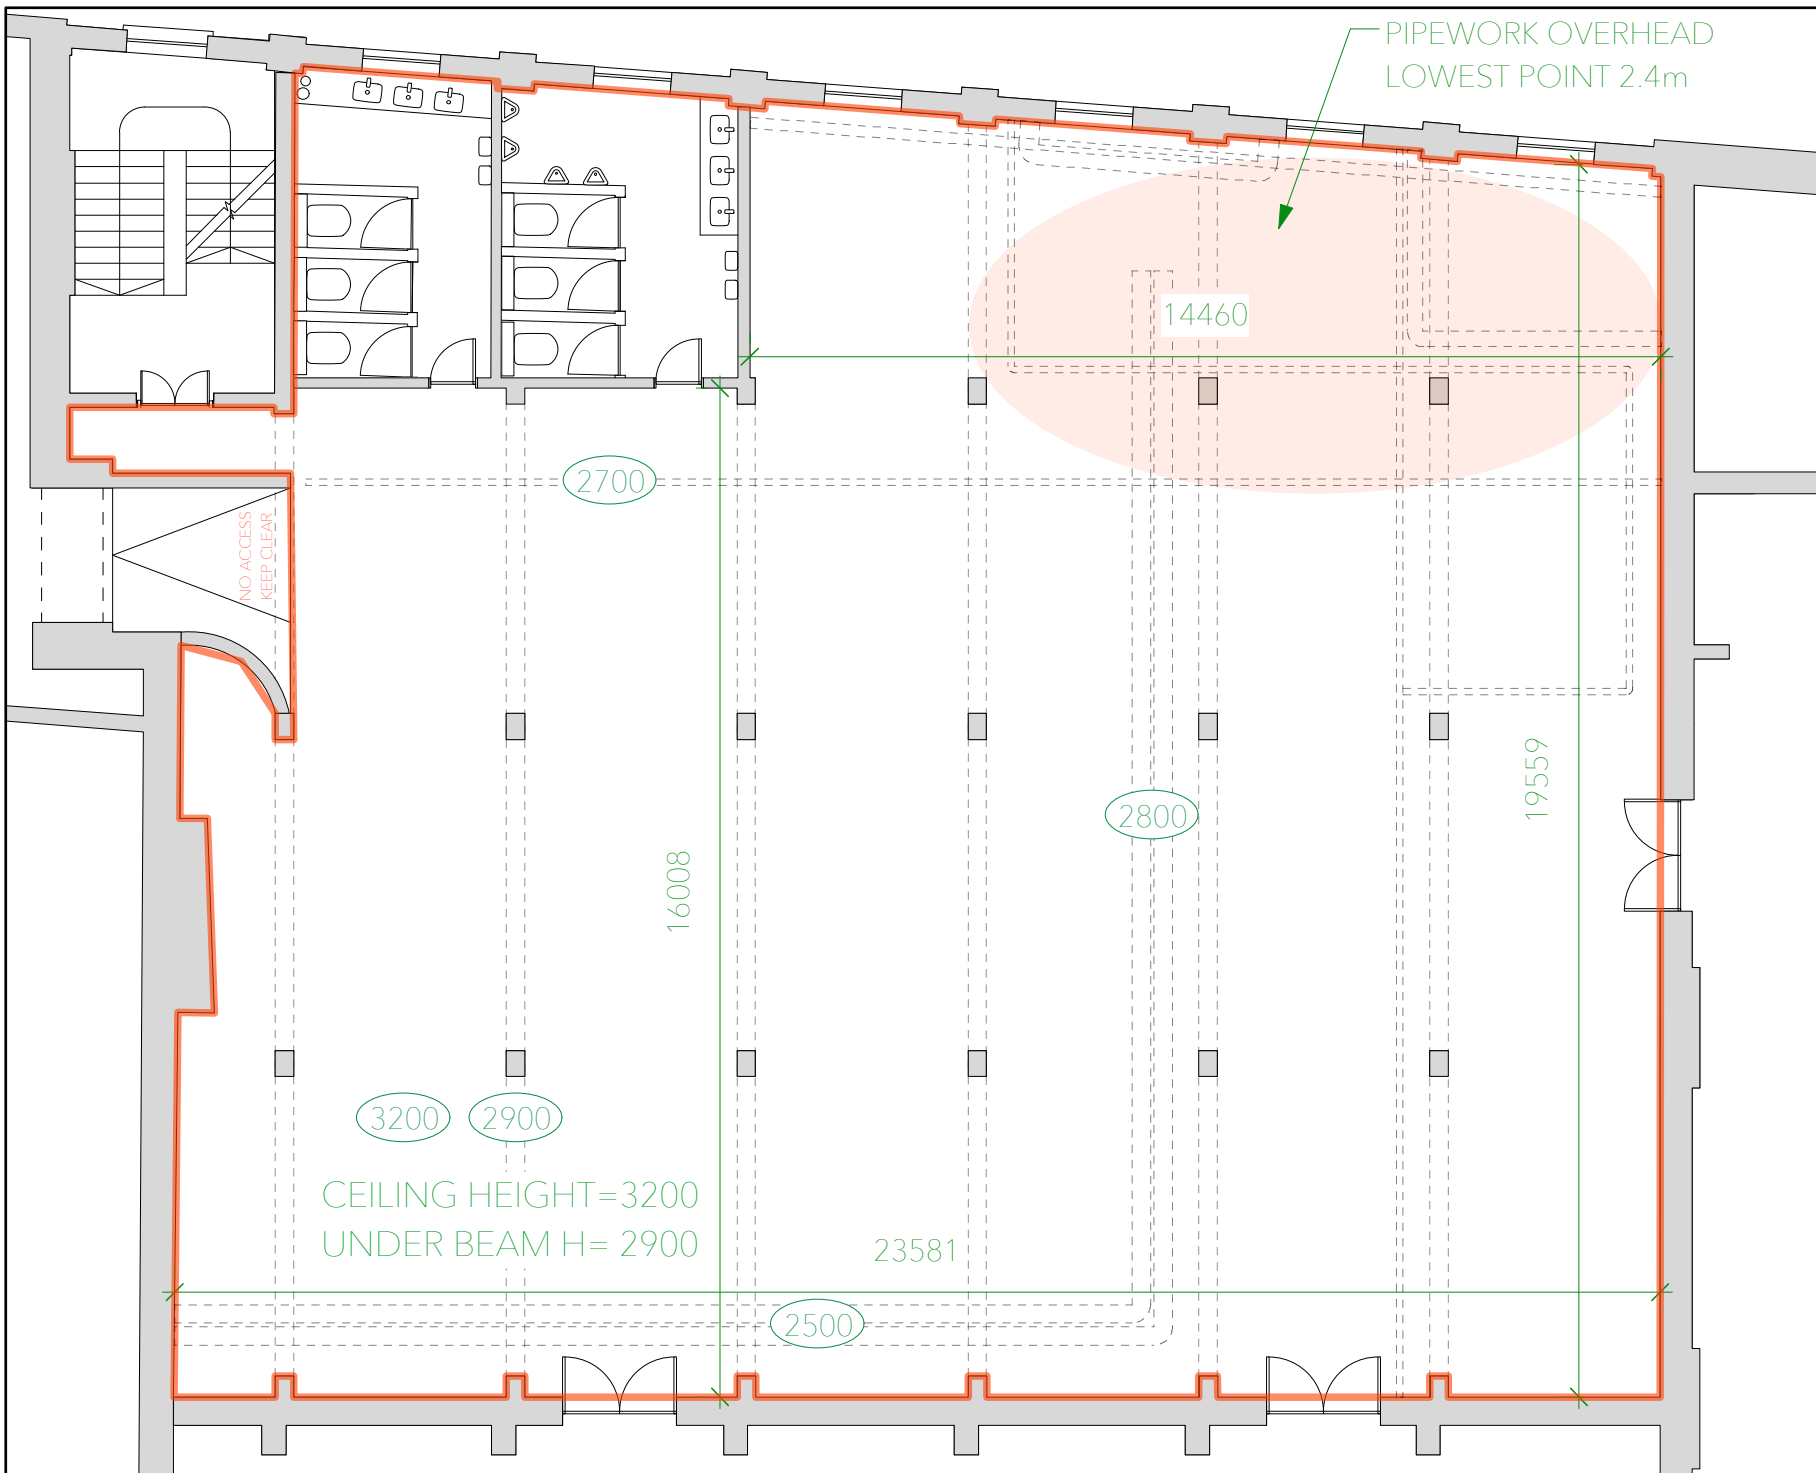 PIPEWORK OVERHEAD
LOWEST POINT 2.4m
14460
2700
NO ACCESS
KEEP CLEAR
19559
2800
16008
3200
2900
CEILING HEIGHT=3200
UNDER BEAM H= 2900
23581
2500